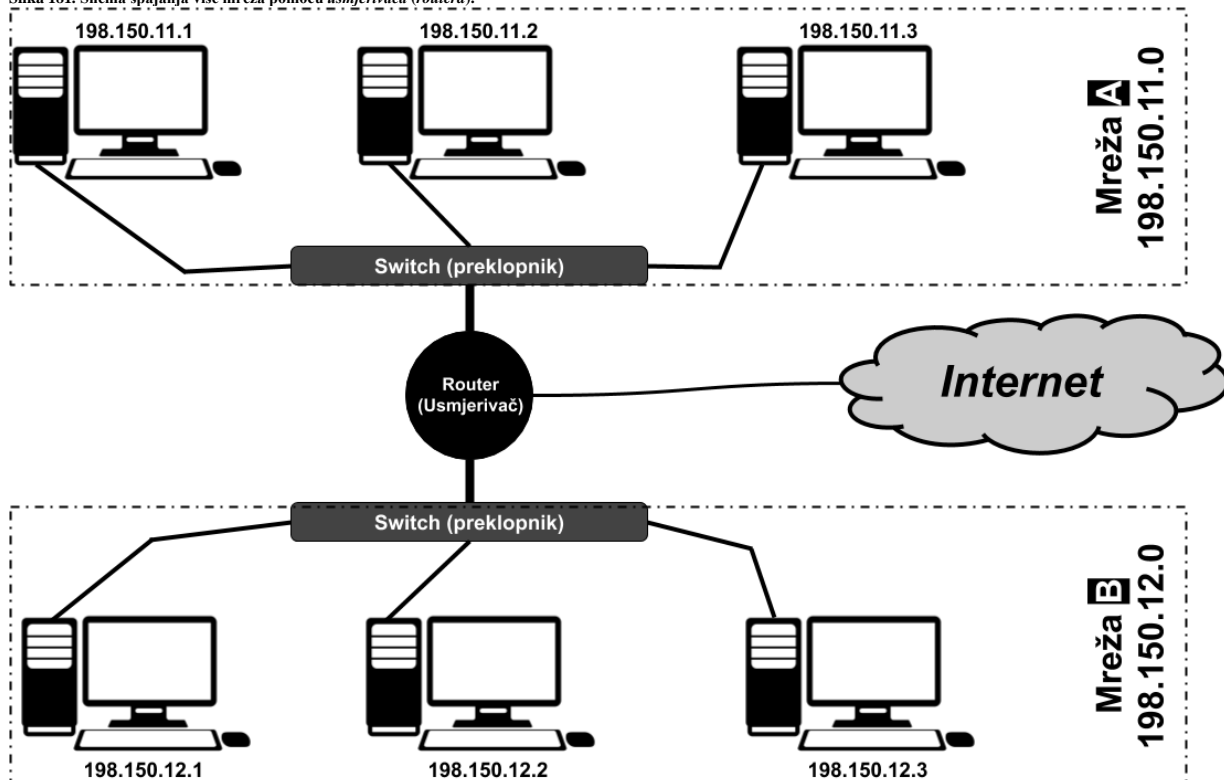 Slika 181. Shema spajanja više mreža pomoću usmjerivača (routera).
198.150.11.1
198.150.11.2
198.150.11.3
Mreža A
198.150.11.0
Switch (preklopnik)
Router
(Usmjerivač)
Internet
Switch (preklopnik)
Mreža B
198.150.12.0
198.150.12.1
198.150.12.2
198.150.12.3